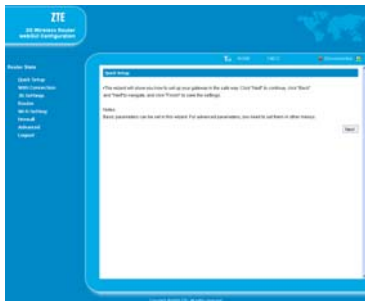 ZTE
3G Wireless Router
webGUI Configuration
Router State
Quick Setup
WAN Connection
3G Settings
Router
Wi-Fi Settings
Firewall
Advanced
Logout
Quick Setup
This wizard will show you how to set up your gateway in the safe way. Click "Next" to continue, click "Back"
and "Next" to navigate, and click "Finish" to save the settings.
Notes:
Basic parameters can be set in this wizard. For advanced parameters, you need to set them in other menus.
Next